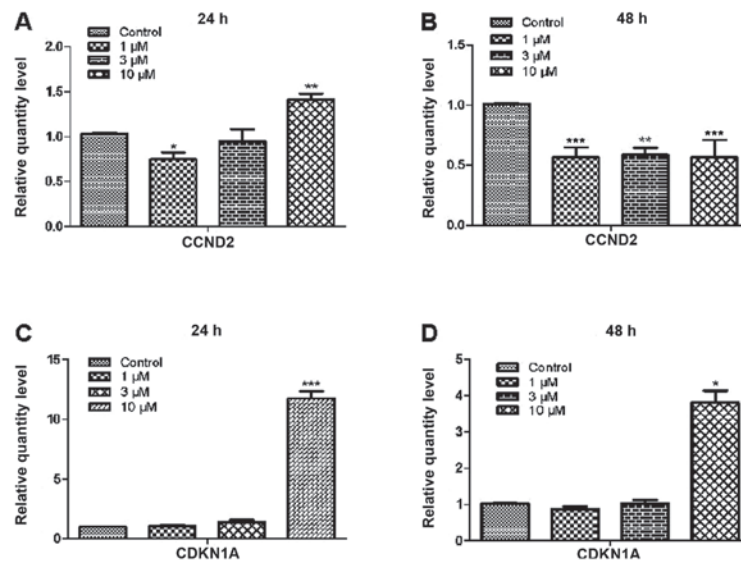 A
24 h
Control
1 µM
3 µM
10 µM
Relative quantity level
2.0
1.5
1.0
0.5
0.0
*
**
CCND2
B
48 h
Control
1 µM
3 µM
10 µM
Relative quantity level
1.5
1.0
0.5
0.0
***
**
***
CCND2
C
24 h
Control
1 µM
3 µM
10 µM
Relative quantity level
15
10
5
0
***
CDKN1A
D
48 h
Control
1 µM
3 µM
10 µM
Relative quantity level
5
4
3
2
1
0
*
CDKN1A